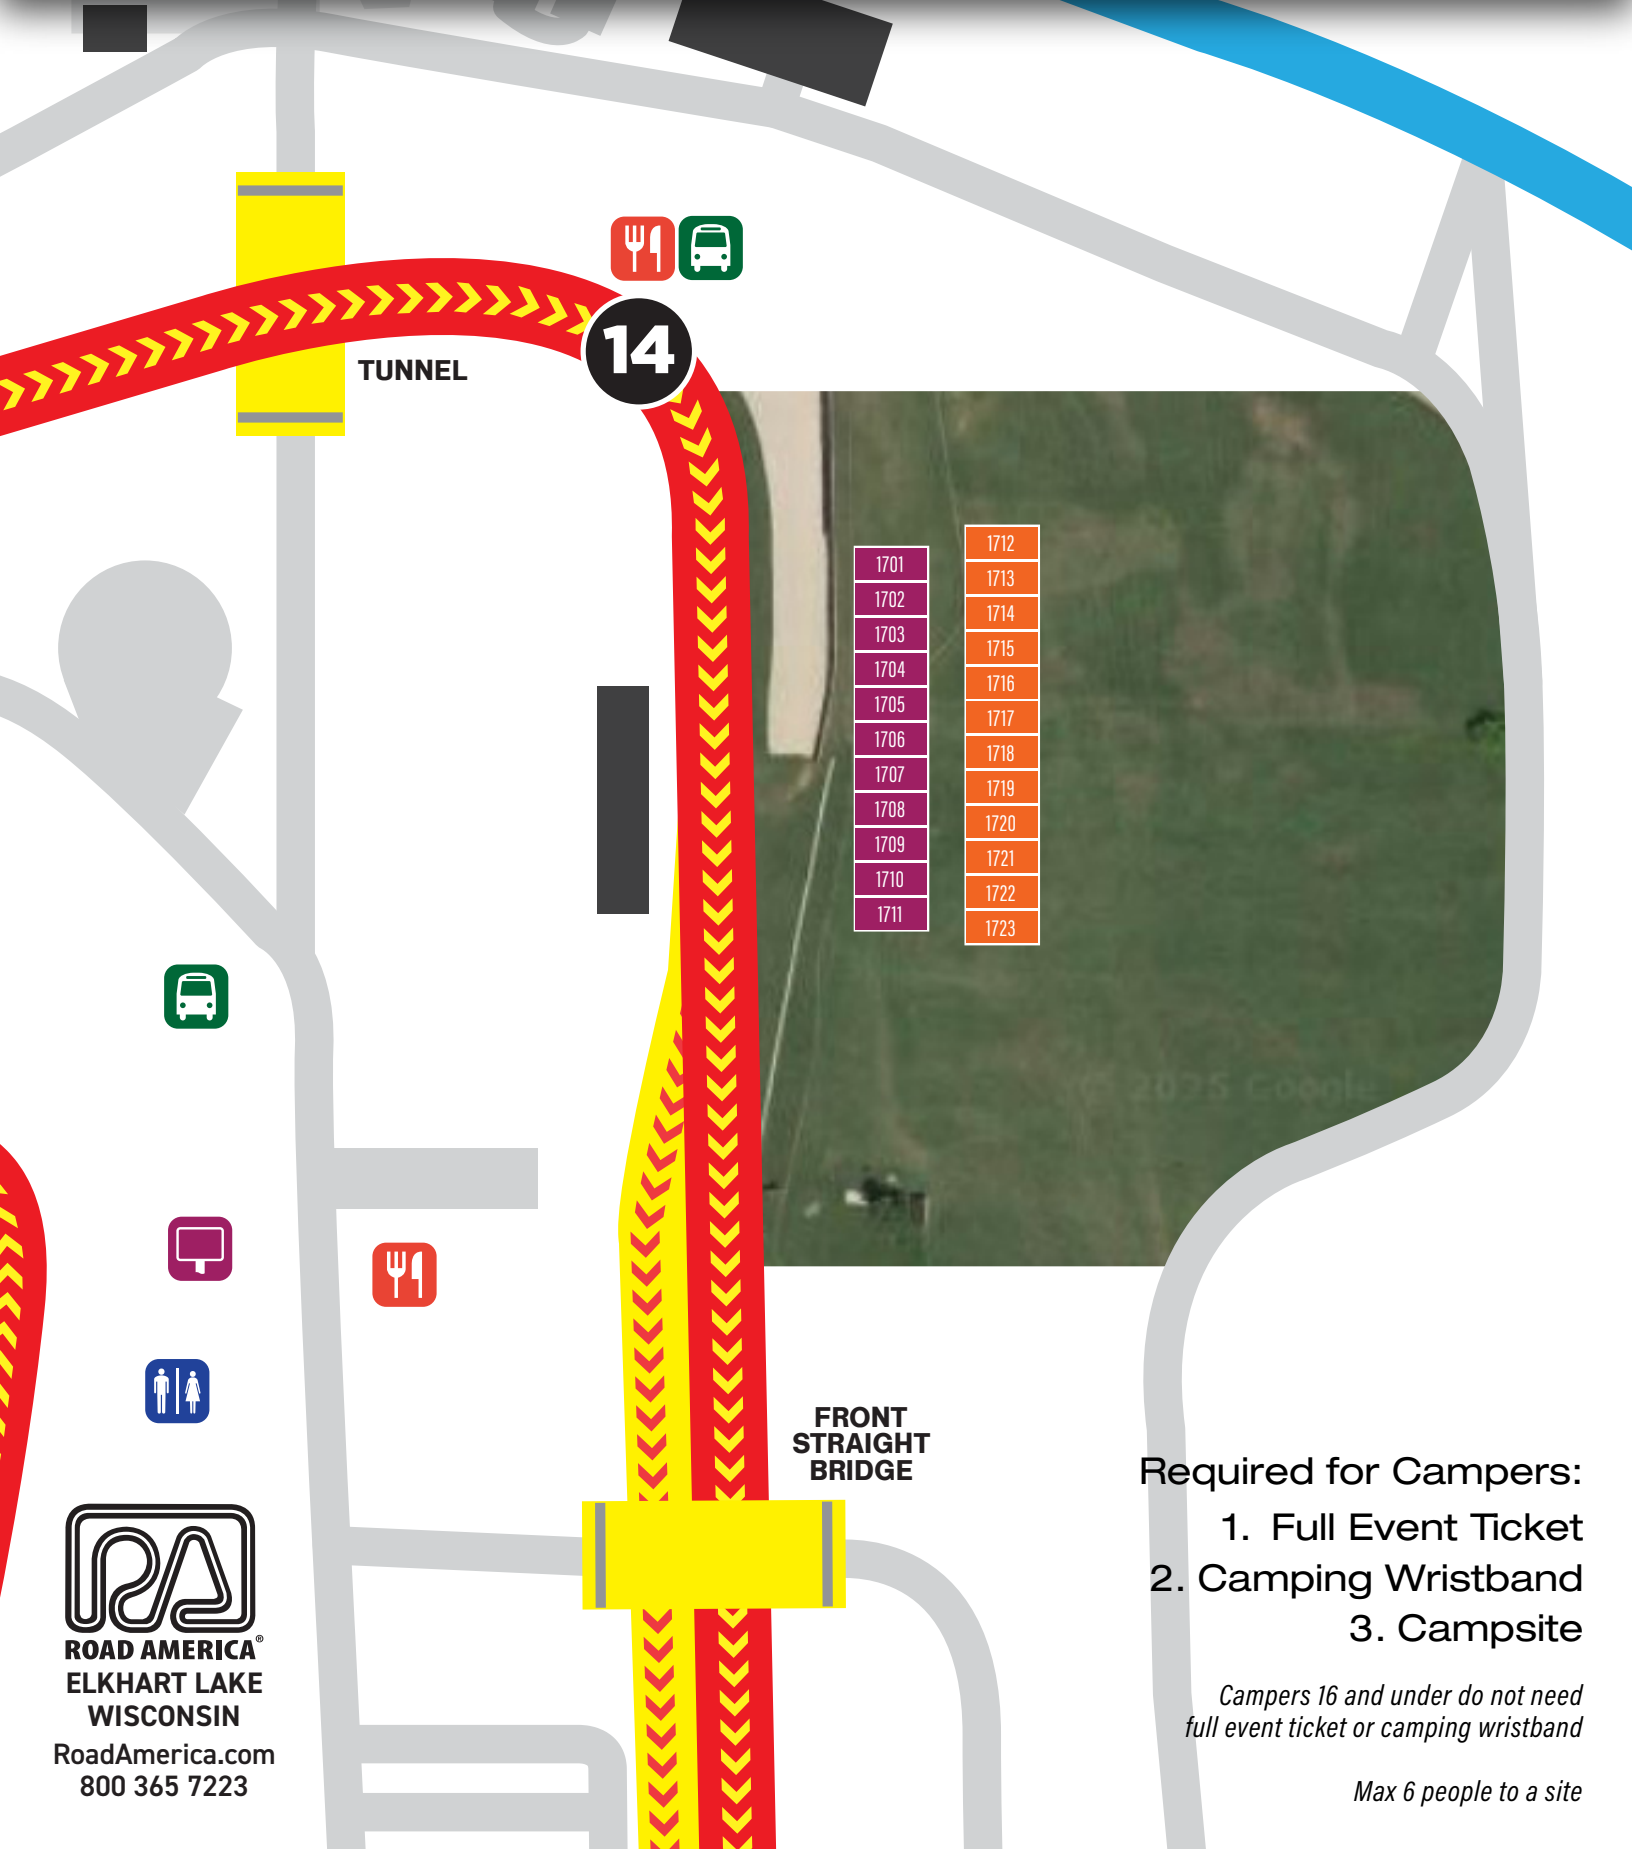 14
TUNNEL
1701
1702
1703
1704
1705
1706
1707
1708
1709
1710
1711
1712
1713
1714
1715
1716
1717
1718
1719
1720
1721
1722
1723
© 2025 Google
FRONT
STRAIGHT
BRIDGE
Required for Campers:
1. Full Event Ticket
2. Camping Wristband
3. Campsite
Campers 16 and under do not need
full event ticket or camping wristband
Max 6 people to a site
RA
ROAD AMERICA®
ELKHART LAKE
WISCONSIN
RoadAmerica.com
800 365 7223